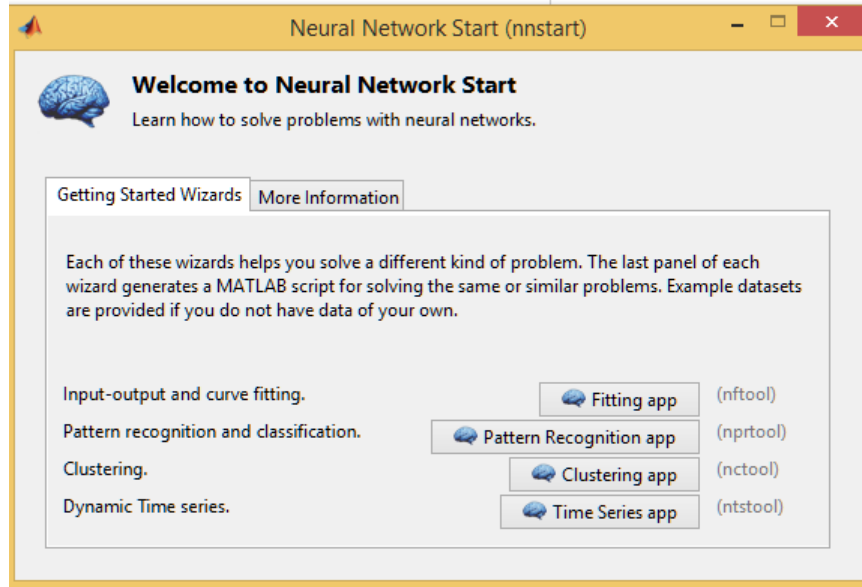 Neural Network Start (nnstart)
Welcome to Neural Network Start
Learn how to solve problems with neural networks.
Getting Started Wizards More Information
Each of these wizards helps you solve a different kind of problem. The last panel of each
wizard generates a MATLAB script for solving the same or similar problems. Example datasets
are provided if you do not have data of your own.
Input-output and curve fitting. Fitting app (nftool)
Pattern recognition and classification. Pattern Recognition app (nprtool)
Clustering. Clustering app (nctool)
Dynamic Time series. Time Series app (ntstool)